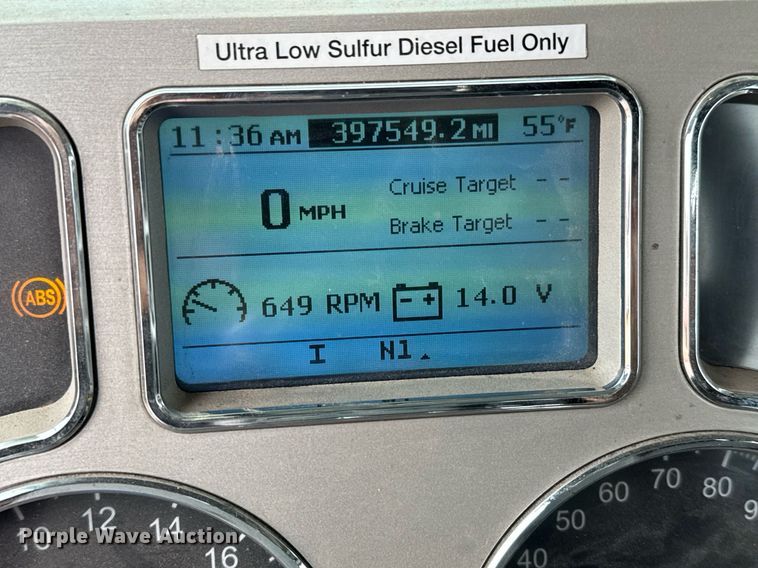 Ultra Low Sulfur Diesel Fuel Only
11:36 AM 397549.2 MI 55°F
0 MPH
Cruise Target - -
Brake Target - -
ABS
649 RPM
14.0 V
I N1
10 12 14 16
40 50 60 70 80 9
Purple Wave Auction